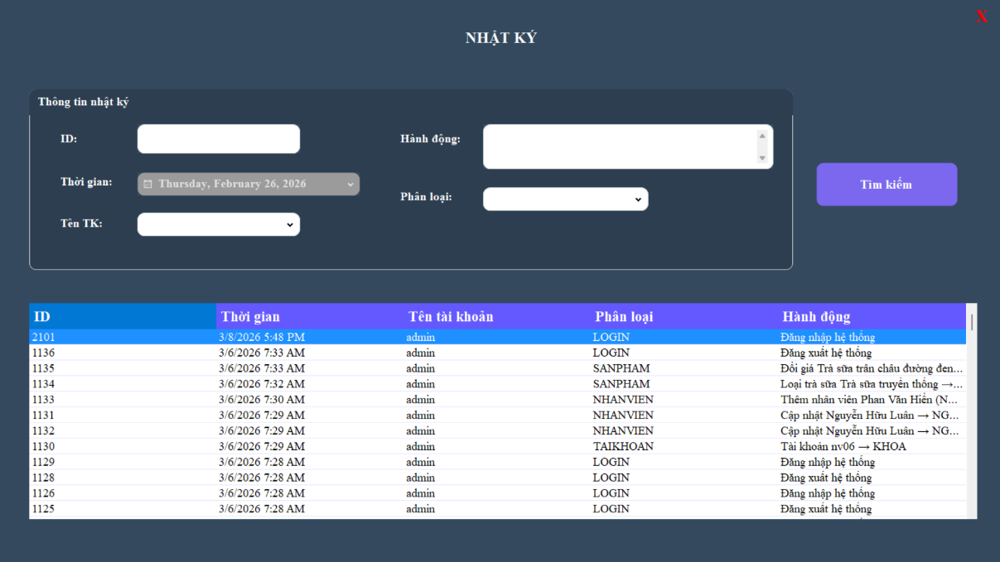 X
NHẬT KÝ
Thông tin nhật ký
ID:
Hành động:
Thời gian:
Thursday, February 26, 2026
Phân loại:
Tên TK:
Tìm kiếm
ID Thời gian Tên tài khoản Phân loại Hành động
2101 3/8/2026 5:48 PM admin LOGIN Đăng nhập hệ thống
1136 3/6/2026 7:33 AM admin LOGIN Đăng xuất hệ thống
1135 3/6/2026 7:33 AM admin SANPHAM Đổi giá Trà sữa trân châu đường đen...
1134 3/6/2026 7:32 AM admin SANPHAM Loại trà sữa Trà sữa truyền thống →...
1133 3/6/2026 7:30 AM admin NHANVIEN Thêm nhân viên Phan Văn Hiển (N...
1131 3/6/2026 7:29 AM admin NHANVIEN Cập nhật Nguyễn Hữu Luân → NG...
1132 3/6/2026 7:29 AM admin NHANVIEN Cập nhật Nguyễn Hữu Luân → NG...
1130 3/6/2026 7:29 AM admin TAIKHOAN Tài khoản nv06 → KHOA
1129 3/6/2026 7:28 AM admin LOGIN Đăng nhập hệ thống
1128 3/6/2026 7:28 AM admin LOGIN Đăng xuất hệ thống
1126 3/6/2026 7:28 AM admin LOGIN Đăng nhập hệ thống
1125 3/6/2026 7:28 AM admin LOGIN Đăng xuất hệ thống